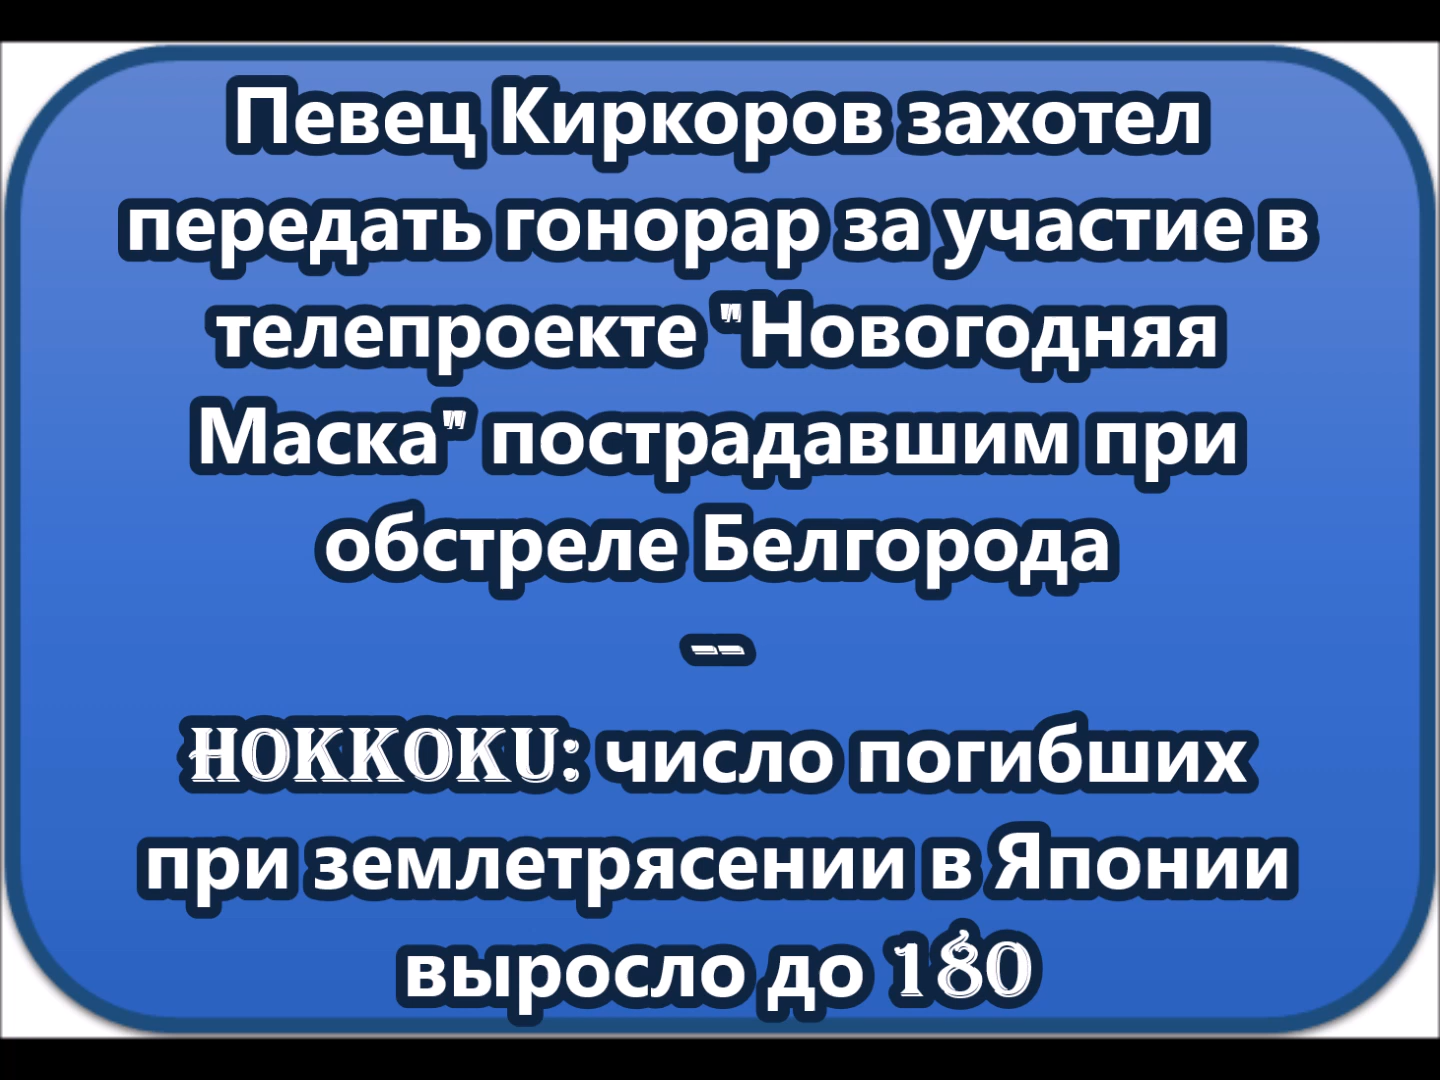 Певец Киркоров захотел
передать гонорар за участие в
телепроекте "Новогодняя
Маска" пострадавшим при
обстреле Белгорода
--
HOKKOKU: число погибших
при землетрясении в Японии
выросло до 180